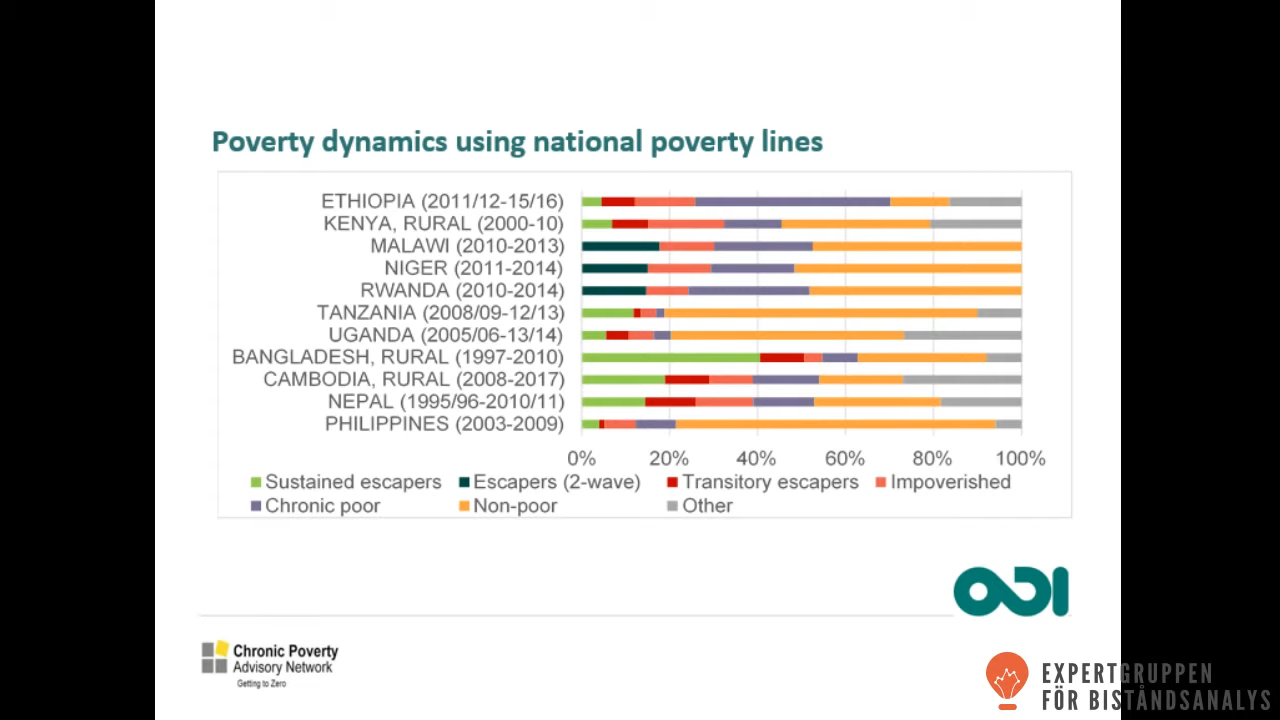 Poverty dynamics using national poverty lines
ETHIOPIA (2011/12-15/16)
KENYA, RURAL (2000-10)
MALAWI (2010-2013)
NIGER (2011-2014)
RWANDA (2010-2014)
TANZANIA (2008/09-12/13)
UGANDA (2005/06-13/14)
BANGLADESH, RURAL (1997-2010)
CAMBODIA, RURAL (2008-2017)
NEPAL (1995/96-2010/11)
PHILIPPINES (2003-2009)
0% 20% 40% 60% 80% 100%
Sustained escapers Escapers (2-wave) Transitory escapers Impoverished
Chronic poor Non-poor Other
ODI
Chronic Poverty
Advisory Network
Getting to Zero
EXPERTGRUPPEN
FÖR BISTÅNDSANALYS